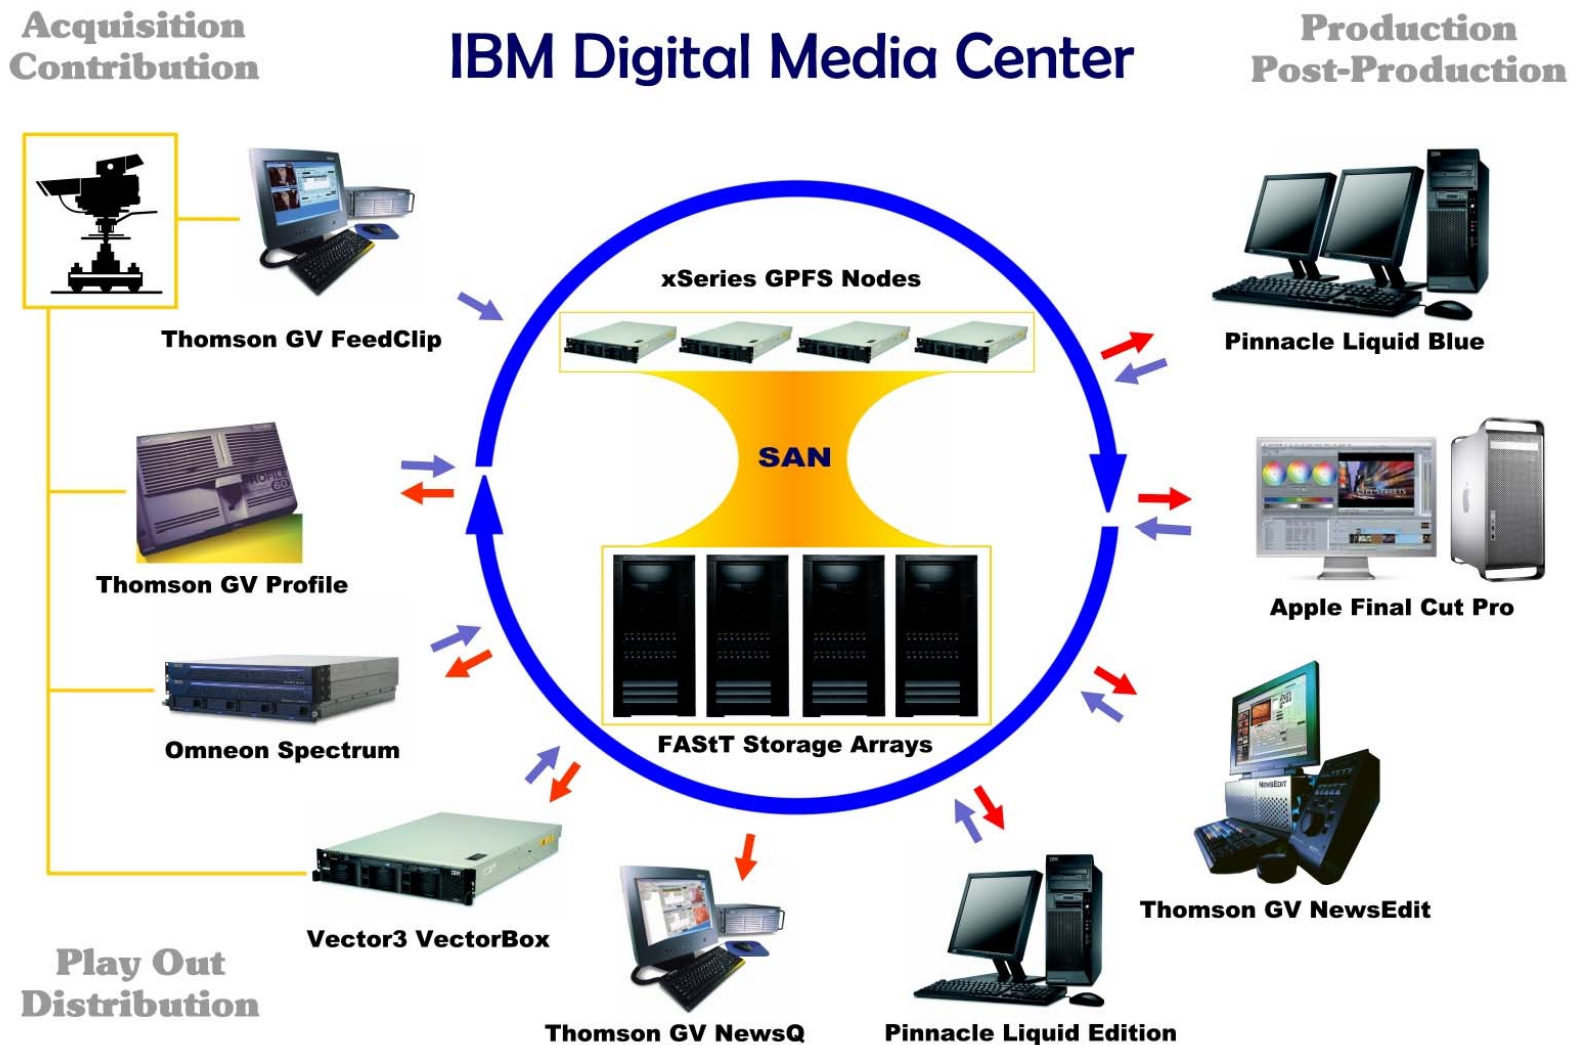 Acquisition
Contribution
IBM Digital Media Center
Production
Post-Production
Thomson GV FeedClip
xSeries GPFS Nodes
Pinnacle Liquid Blue
SAN
PROFILE
Thomson GV Profile
Apple Final Cut Pro
Omneon Spectrum
FAStT Storage Arrays
NEWSEDIT
Thomson GV NewsEdit
Vector3 VectorBox
Play Out
Distribution
Thomson GV NewsQ
Pinnacle Liquid Edition